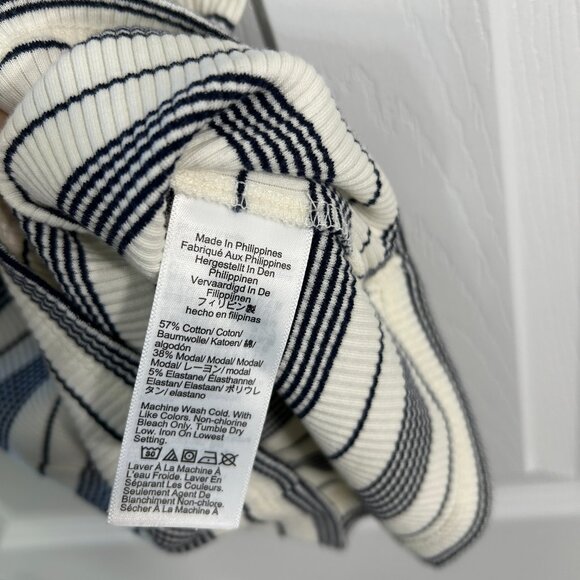 Made In Philippines
Fabriqué Aux Philippines
Hergestellt In Den
Philippinen
Vervaardigd In De
Filippijnen
フィリピン製
hecho en filipinas
57% Cotton/ Coton/
Baumwolle/ Katoen/ 綿/
algodón
38% Modal/ Modal/ Modal/
Modal/ レーヨン/ modal
5% Elastane/ Élasthanne/
Elastan/ Elastaan/ ポリウレ
タン/ elastano
Machine Wash Cold. With
Like Colors. Non-chlorine
Bleach Only. Tumble Dry
Low. Iron On Lowest
Setting.
30
Laver À La Machine À
L'eau Froide. Laver
Séparant Les Couleurs.
Seulement Agent De
Blanchiment Non-chlore.
Sécher À La Machine À